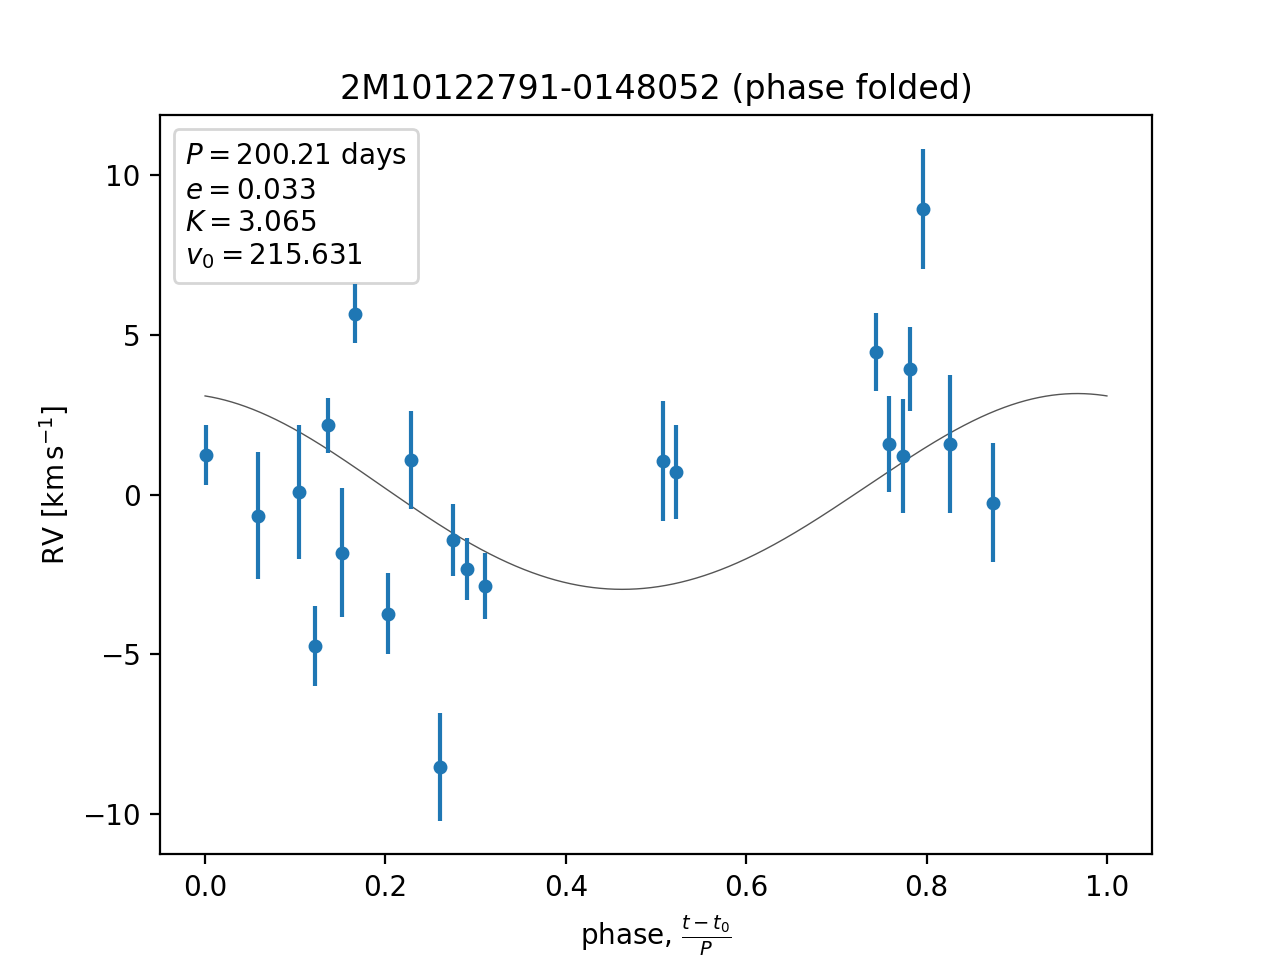 2M10122791-0148052 (phase folded)
P = 200.21 days
e = 0.033
K = 3.065
v₀ = 215.631
10
5
0
−5
−10
RV [km s⁻¹]
0.0 0.2 0.4 0.6 0.8 1.0
phase, (t − t₀)/P